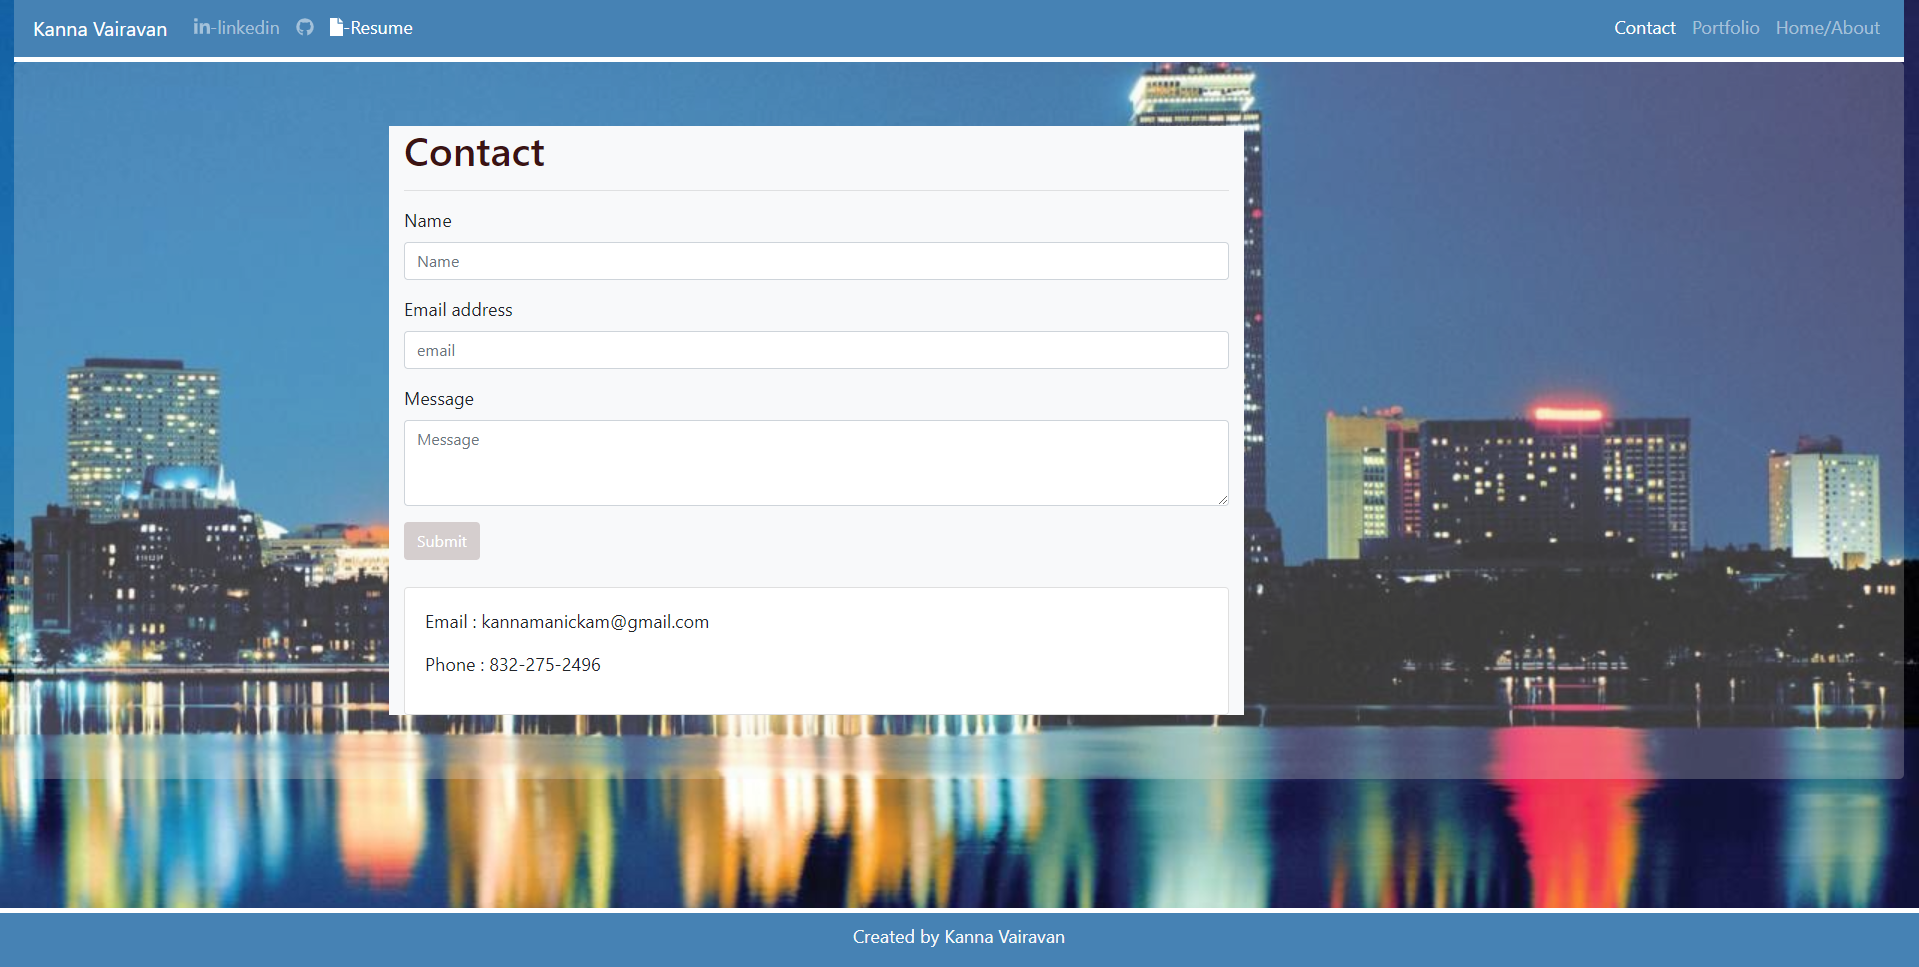 Kanna Vairavan
in-linkedin
-Resume
Contact
Portfolio
Home/About
Contact
Name
Name
Email address
email
Message
Message
Submit
Email : kannamanickam@gmail.com
Phone : 832-275-2496
Created by Kanna Vairavan